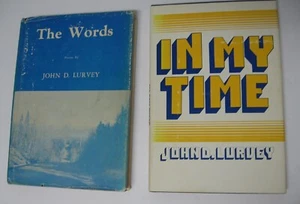 The Words
JOHN D. LURVEY
IN MY
TIME
JOHN D. LURVEY